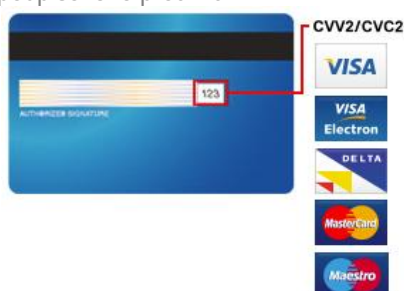 CVV2/CVC2
123
AUTHORIZED SIGNATURE
VISA
VISA
Electron
DELTA
MasterCard
Maestro